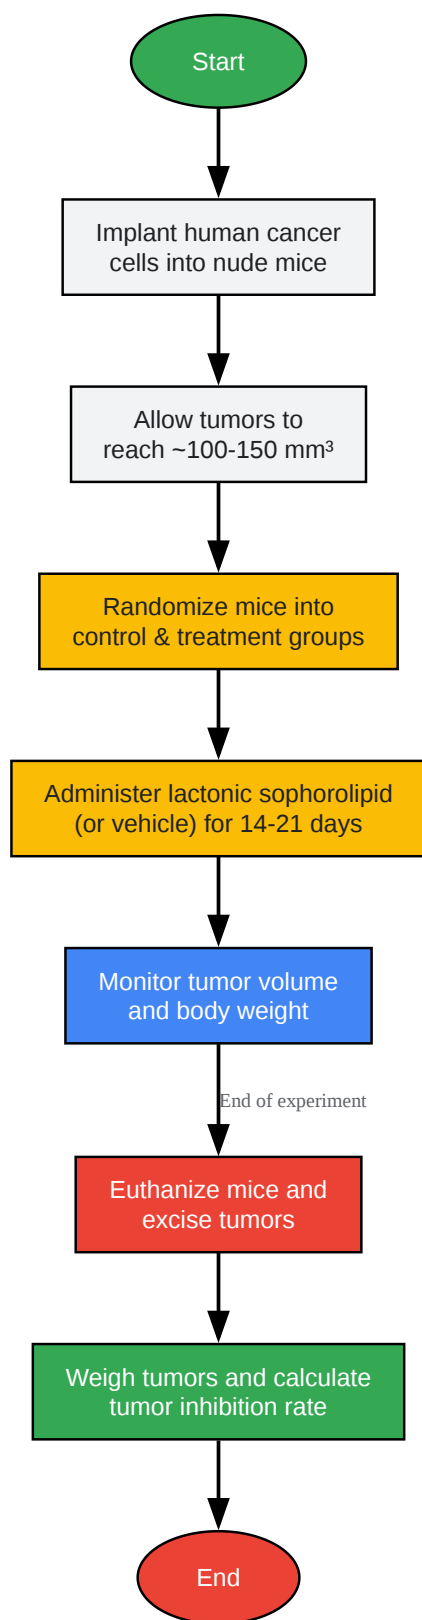 Start
Implant human cancer
cells into nude mice
Allow tumors to
reach ~100-150 mm³
Randomize mice into
control & treatment groups
Administer lactonic sophorolipid
(or vehicle) for 14-21 days
Monitor tumor volume
and body weight
End of experiment
Euthanize mice and
excise tumors
Weigh tumors and calculate
tumor inhibition rate
End